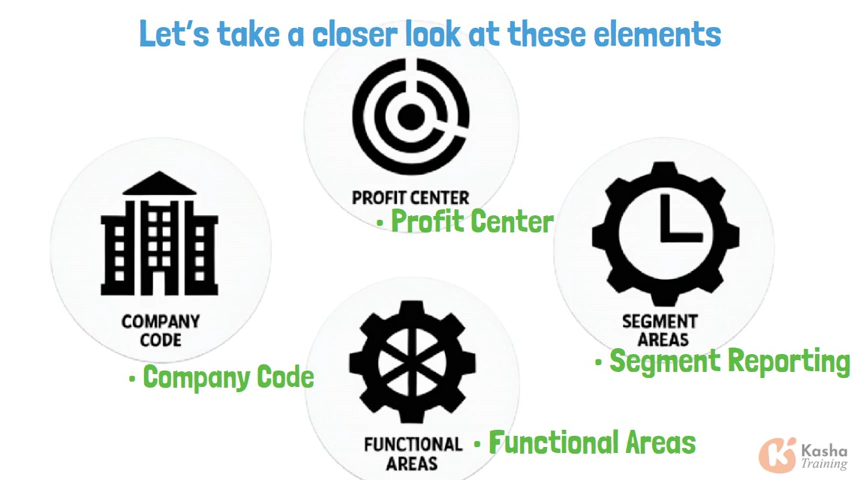 Let's take a closer look at these elements
PROFIT CENTER
• Profit Center
COMPANY
CODE
• Company Code
SEGMENT
AREAS
• Segment Reporting
FUNCTIONAL
AREAS
• Functional Areas
Kasha
Training